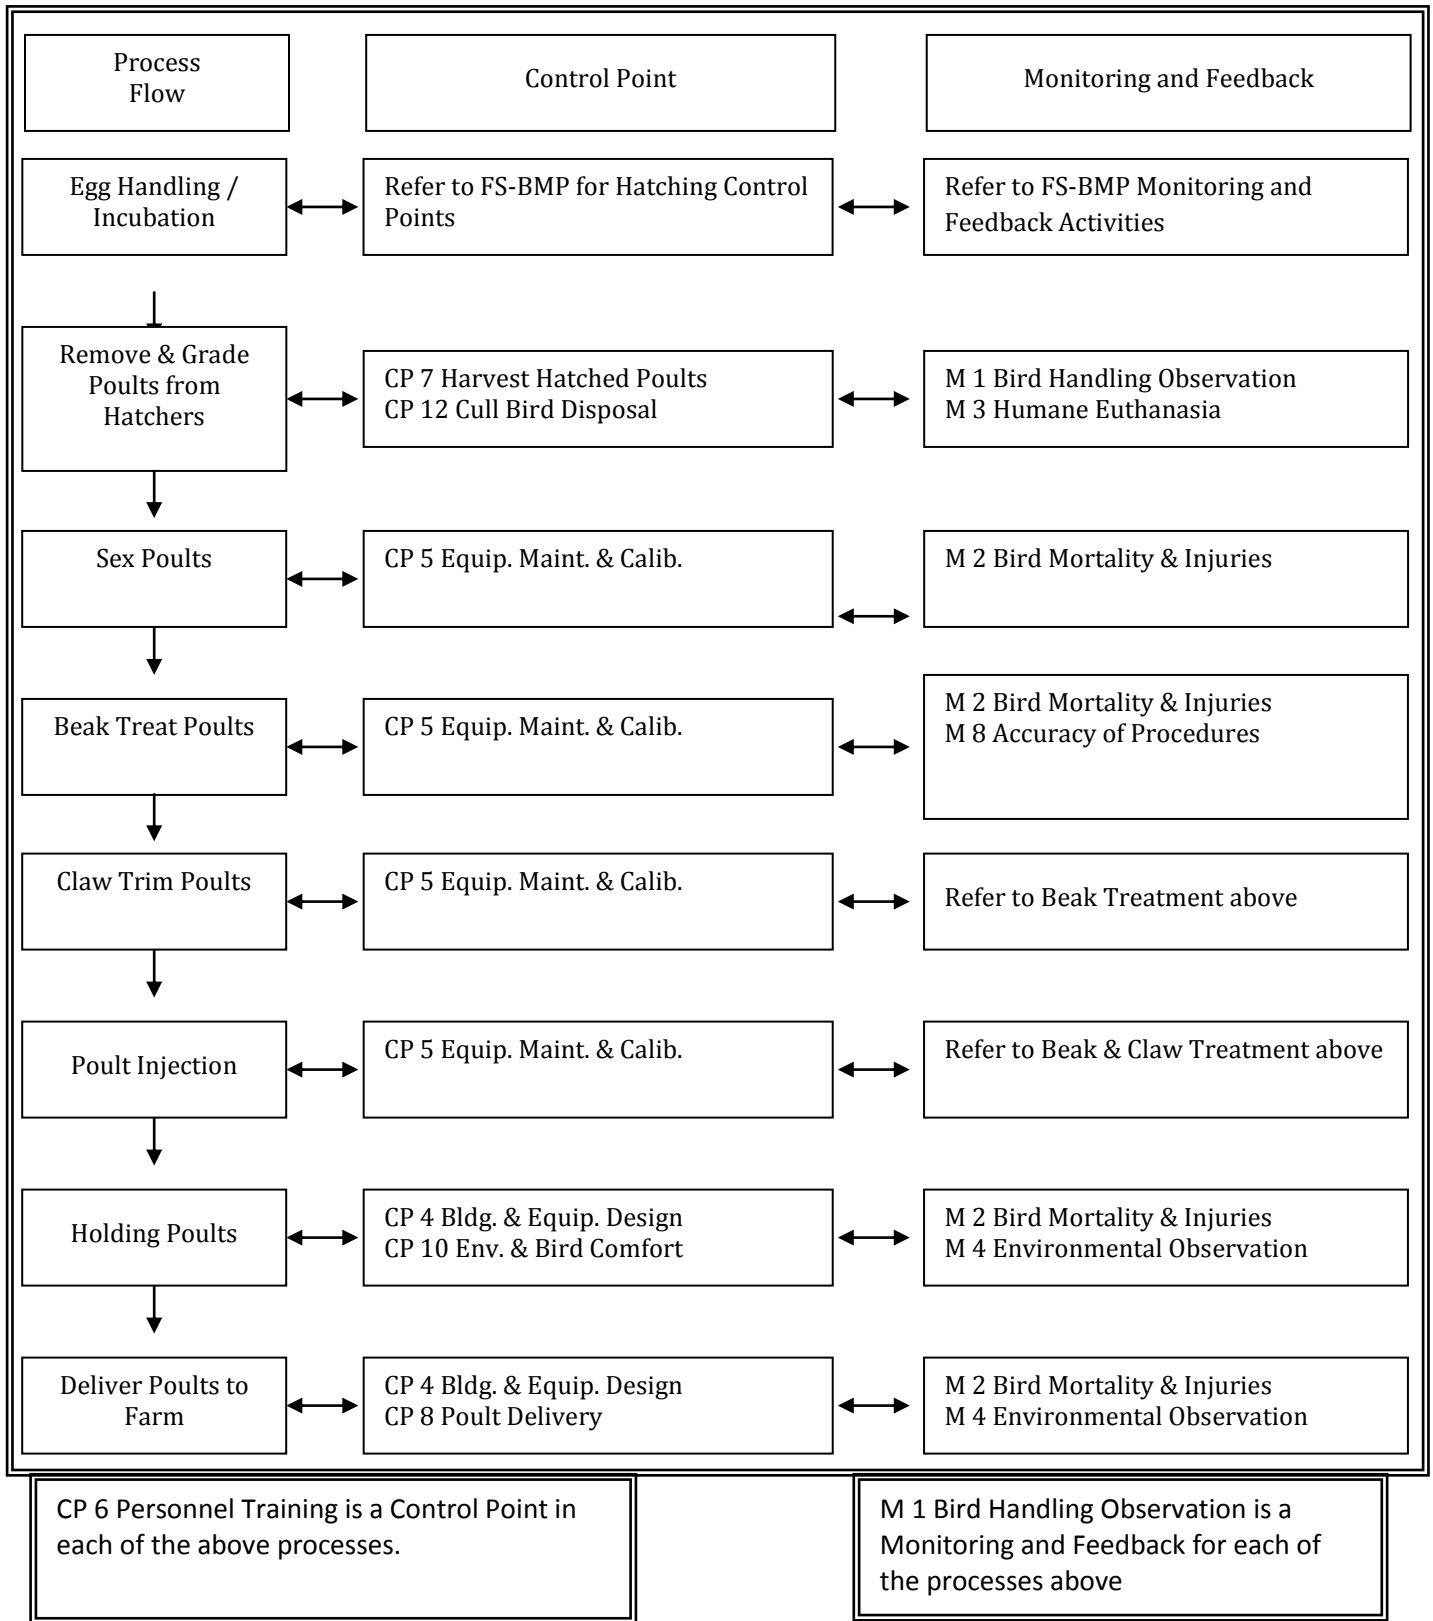 Process
Flow
Control Point
Monitoring and Feedback
Egg Handling /
Incubation
Refer to FS-BMP for Hatching Control
Points
Refer to FS-BMP Monitoring and
Feedback Activities
Remove & Grade
Poults from
Hatchers
CP 7 Harvest Hatched Poults
CP 12 Cull Bird Disposal
M 1 Bird Handling Observation
M 3 Humane Euthanasia
Sex Poults
CP 5 Equip. Maint. & Calib.
M 2 Bird Mortality & Injuries
Beak Treat Poults
CP 5 Equip. Maint. & Calib.
M 2 Bird Mortality & Injuries
M 8 Accuracy of Procedures
Claw Trim Poults
CP 5 Equip. Maint. & Calib.
Refer to Beak Treatment above
Poult Injection
CP 5 Equip. Maint. & Calib.
Refer to Beak & Claw Treatment above
Holding Poults
CP 4 Bldg. & Equip. Design
CP 10 Env. & Bird Comfort
M 2 Bird Mortality & Injuries
M 4 Environmental Observation
Deliver Poults to
Farm
CP 4 Bldg. & Equip. Design
CP 8 Poult Delivery
M 2 Bird Mortality & Injuries
M 4 Environmental Observation
CP 6 Personnel Training is a Control Point in
each of the above processes.
M 1 Bird Handling Observation is a
Monitoring and Feedback for each of
the processes above